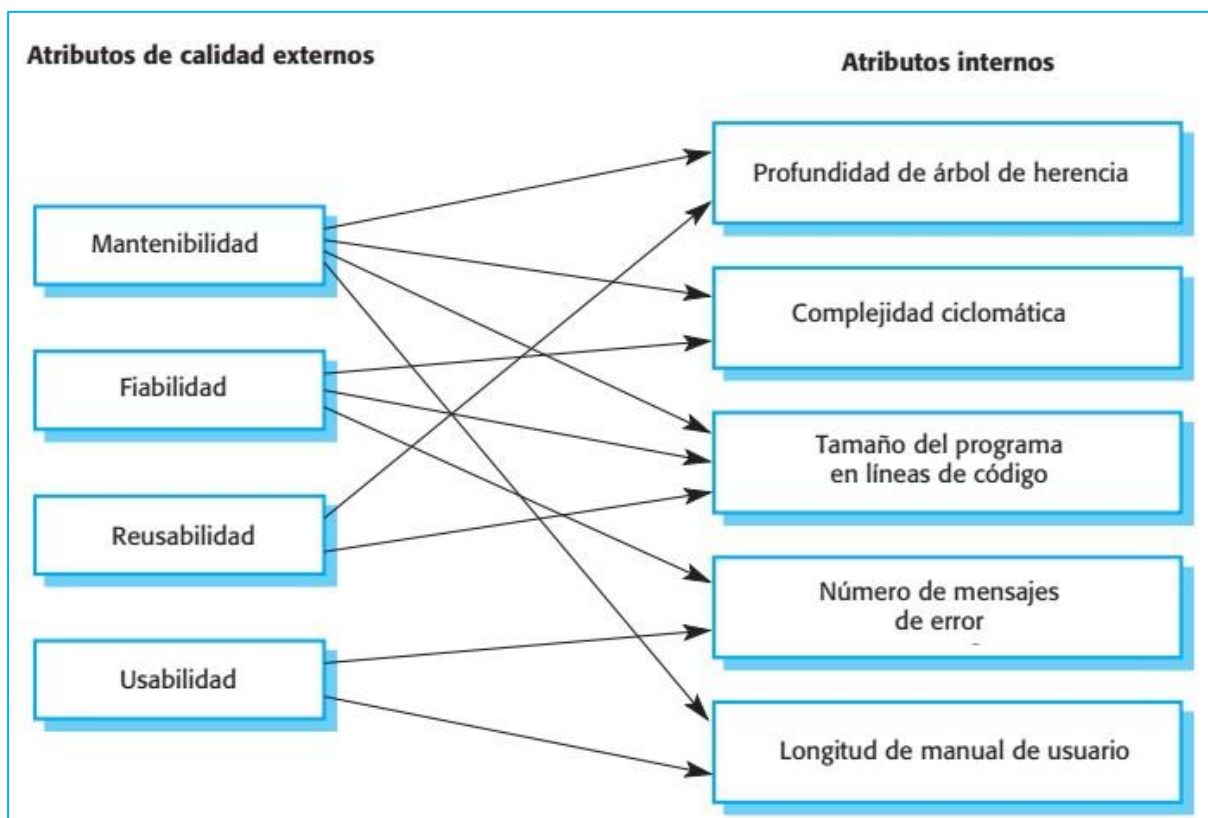 Atributos de calidad externos
Atributos internos
Mantenibilidad
Fiabilidad
Reusabilidad
Usabilidad
Profundidad de árbol de herencia
Complejidad ciclomática
Tamaño del programa
en líneas de código
Número de mensajes
de error
Longitud de manual de usuario